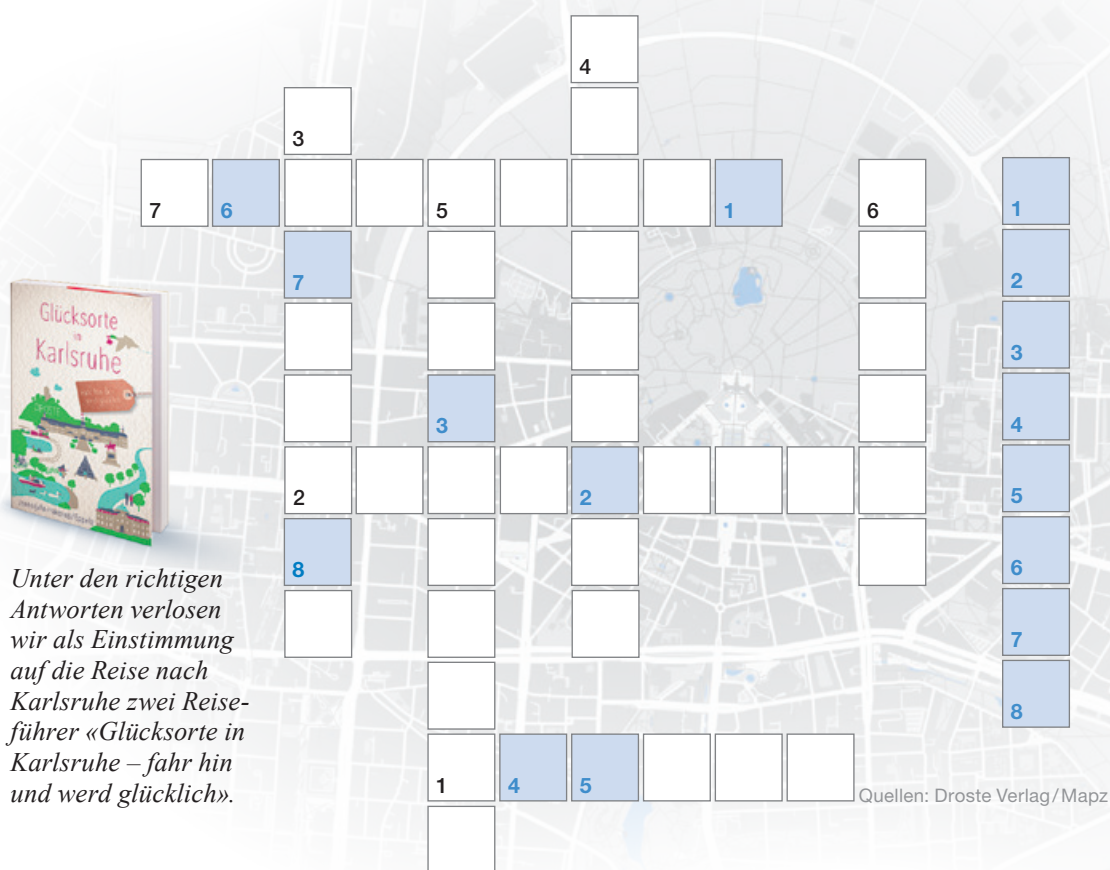 4
3
7 6 5 1 6 1
7 2
3
3 4
2 2 5
8 6
7
8
1 4 5
Glücksorte
in
Karlsruhe
DROSTE
Unter den richtigen
Antworten verlosen
wir als Einstimmung
auf die Reise nach
Karlsruhe zwei Reise-
führer «Glücksorte in
Karlsruhe – fahr hin
und werd glücklich».
Quellen: Droste Verlag/Mapz